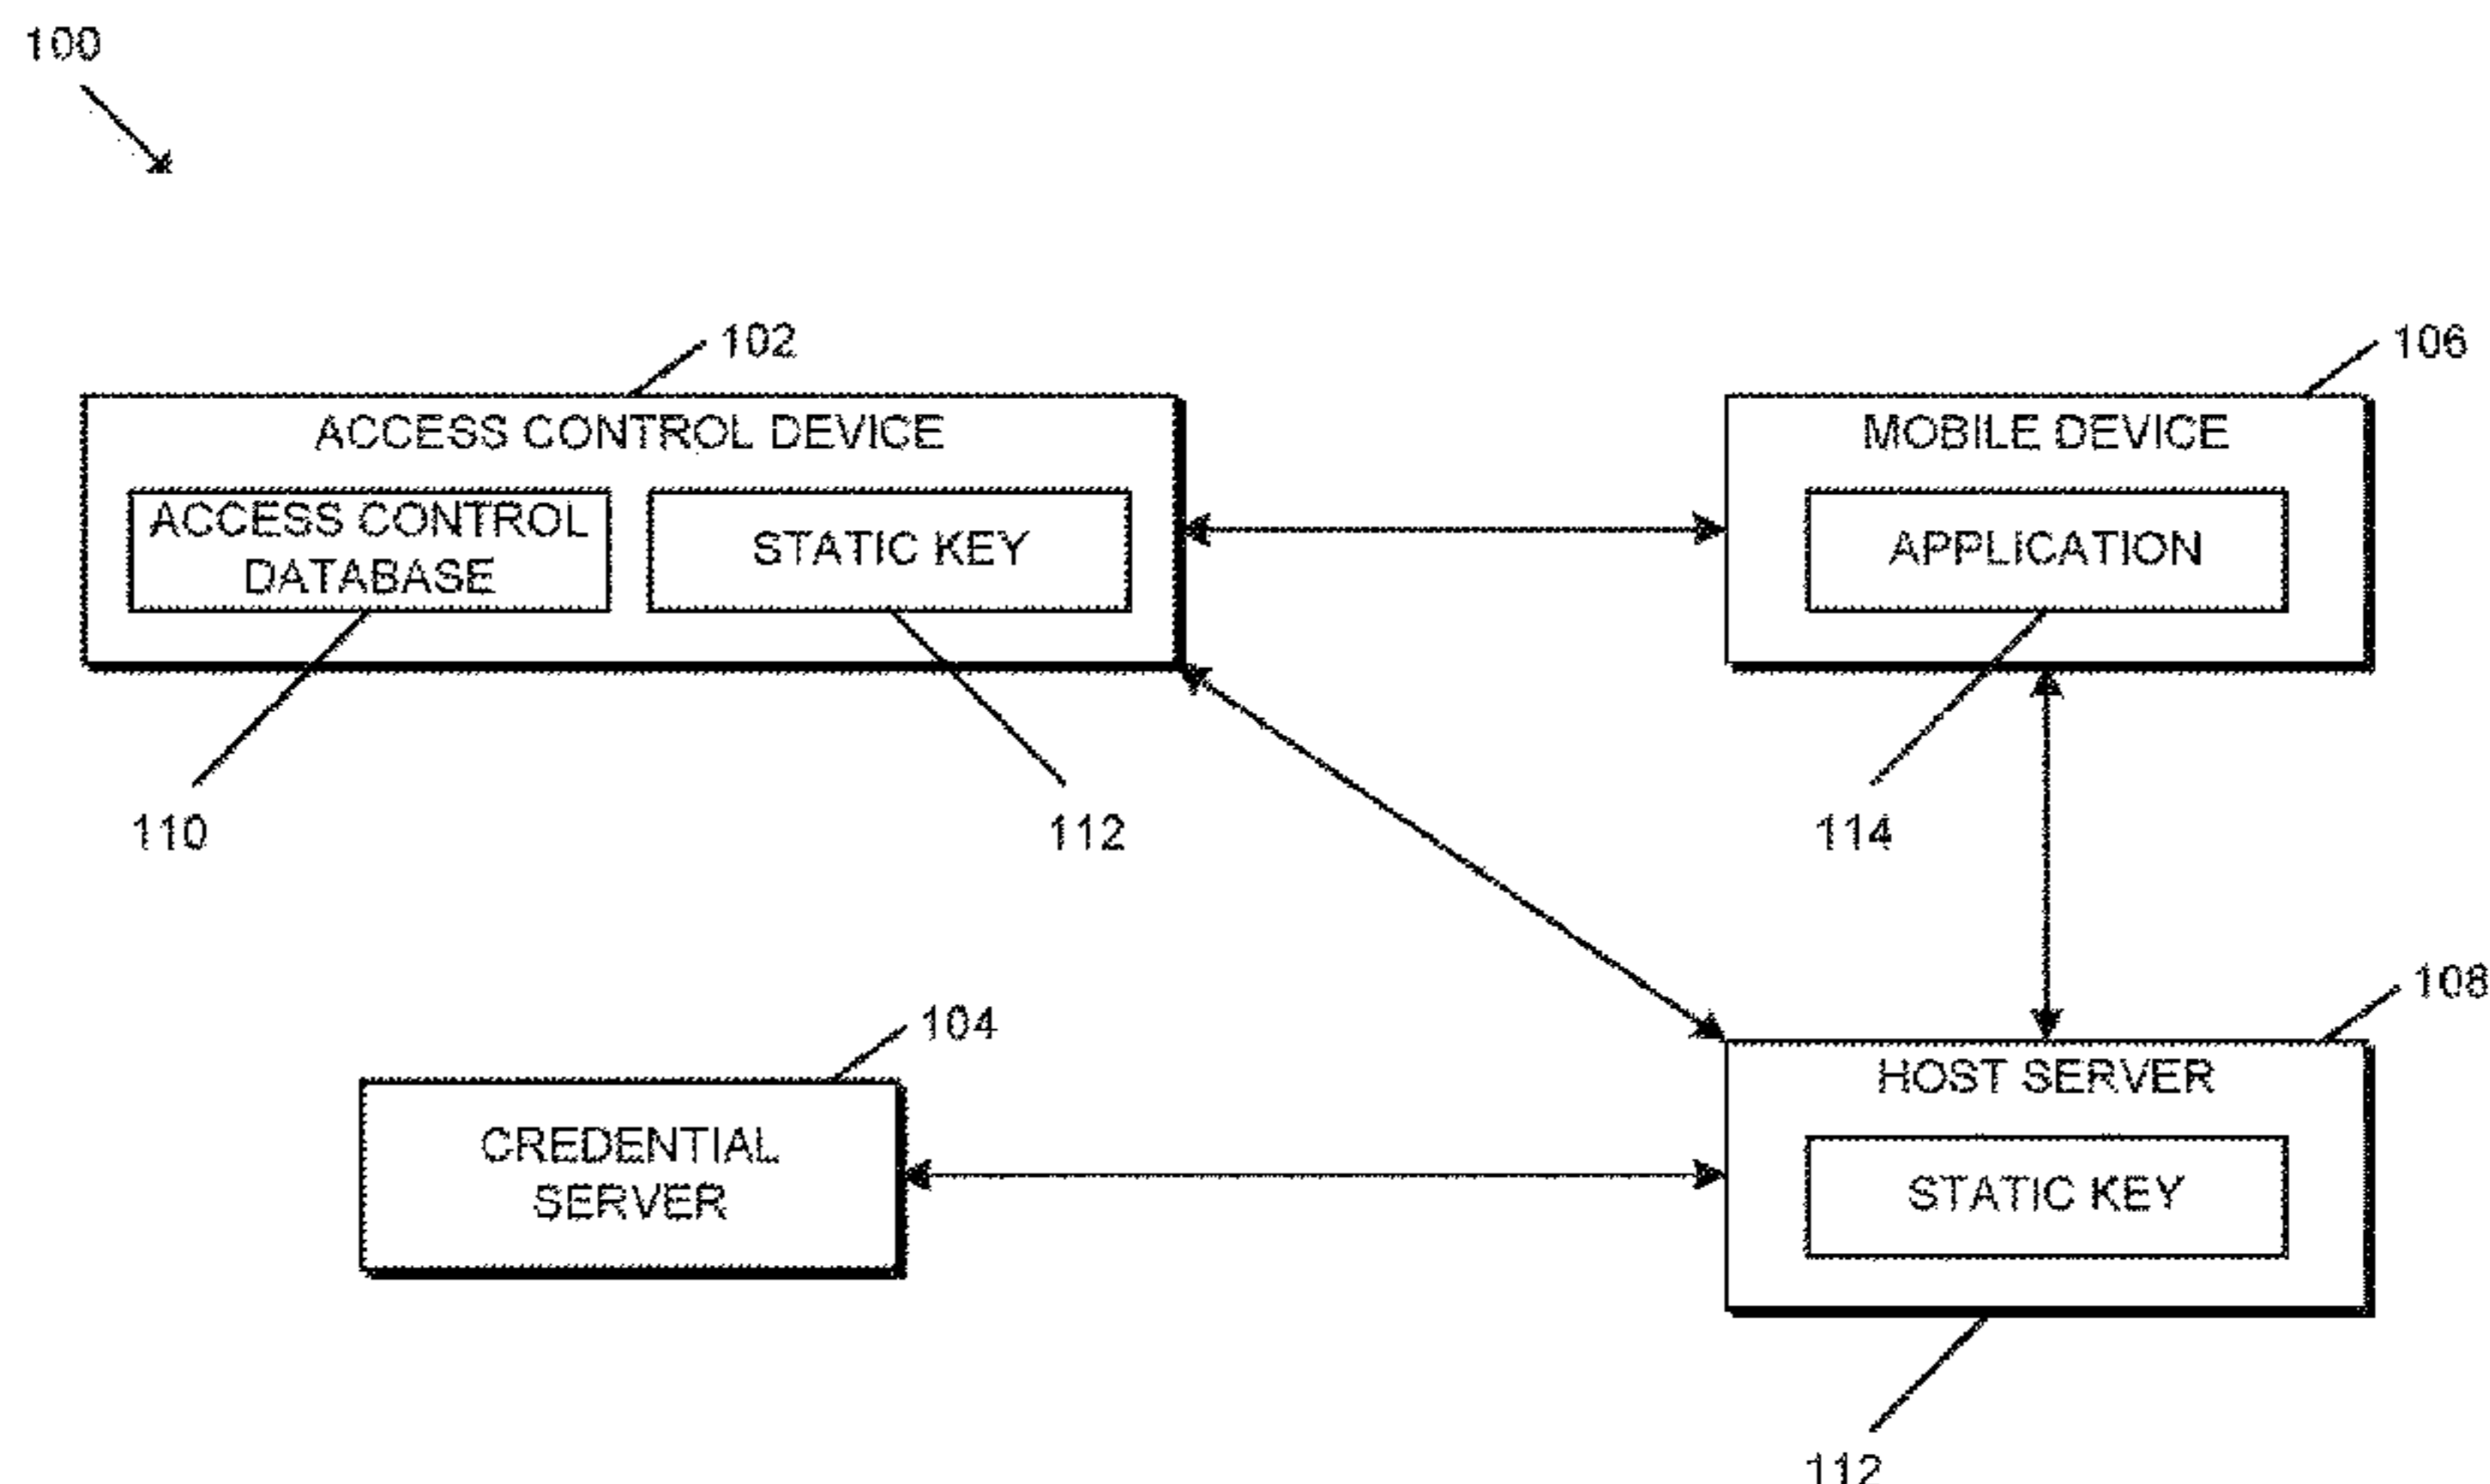 100
102
106
ACCESS CONTROL DEVICE
MOBILE DEVICE
ACCESS CONTROL
DATABASE
STATIC KEY
APPLICATION
110
112
114
104
108
CREDENTIAL
SERVER
HOST SERVER
STATIC KEY
112